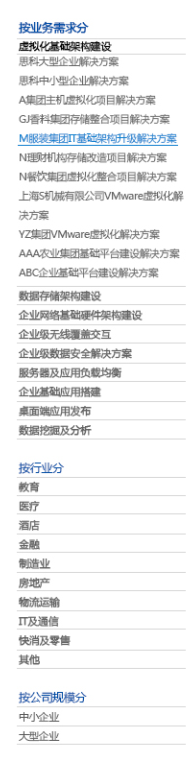 按业务需求分
虚拟化基础架构建设
思科大型企业解决方案
思科中小型企业解决方案
A集团主机虚拟化项目解决方案
GJ香料集团存储整合项目解决方案
M服装集团IT基础架构升级解决方案
N理财机构存储改造项目解决方案
N餐饮集团虚拟化整合项目解决方案
上海S机械有限公司VMware虚拟化解
决方案
YZ集团VMware虚拟化解决方案
AAA农业集团基础平台建设解决方案
ABC企业基础平台建设解决方案
数据存储架构建设
企业网络基础硬件架构建设
企业级无线覆盖交互
企业级数据安全解决方案
服务器及应用负载均衡
企业基础应用搭建
桌面端应用发布
数据挖掘及分析
按行业分
教育
医疗
酒店
金融
制造业
房地产
物流运输
IT及通信
快消及零售
其他
按公司规模分
中小企业
大型企业